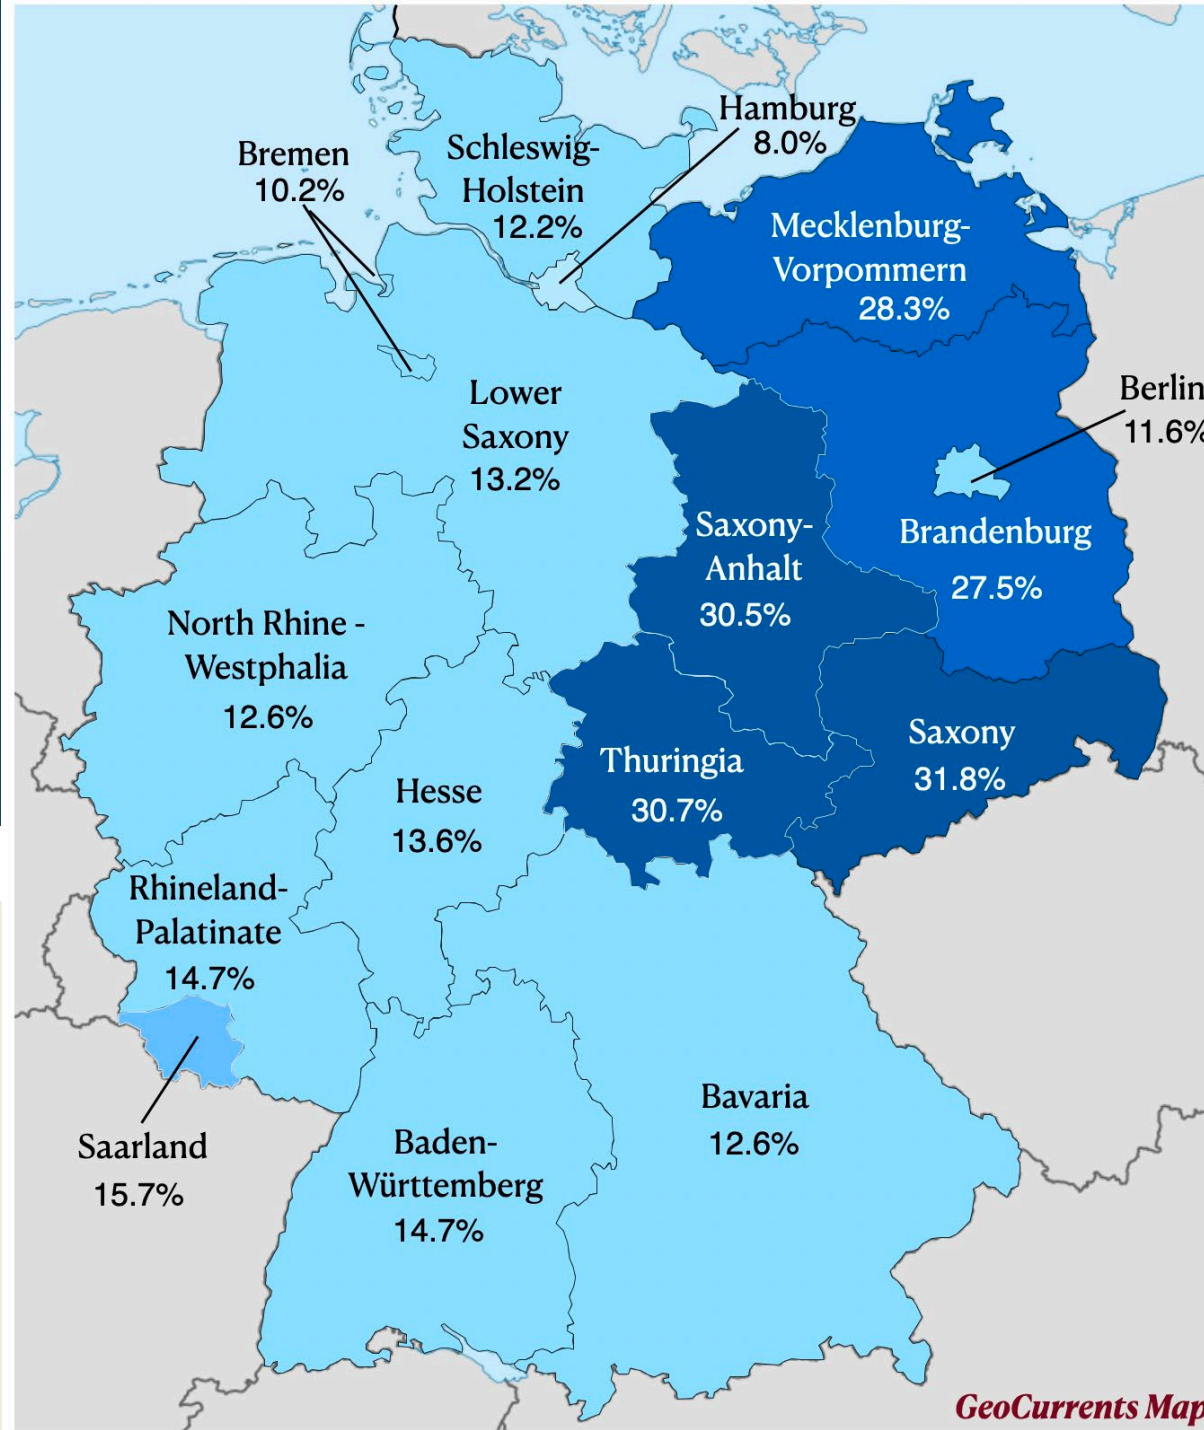 Hamburg
8.0%
Bremen
10.2%
Schleswig-
Holstein
12.2%
Mecklenburg-
Vorpommern
28.3%
Berlin
11.6%
Lower
Saxony
13.2%
Saxony-
Anhalt
30.5%
Brandenburg
27.5%
North Rhine -
Westphalia
12.6%
Hesse
13.6%
Thuringia
30.7%
Saxony
31.8%
Rhineland-
Palatinate
14.7%
Saarland
15.7%
Baden-
Württemberg
14.7%
Bavaria
12.6%
GeoCurrents Map